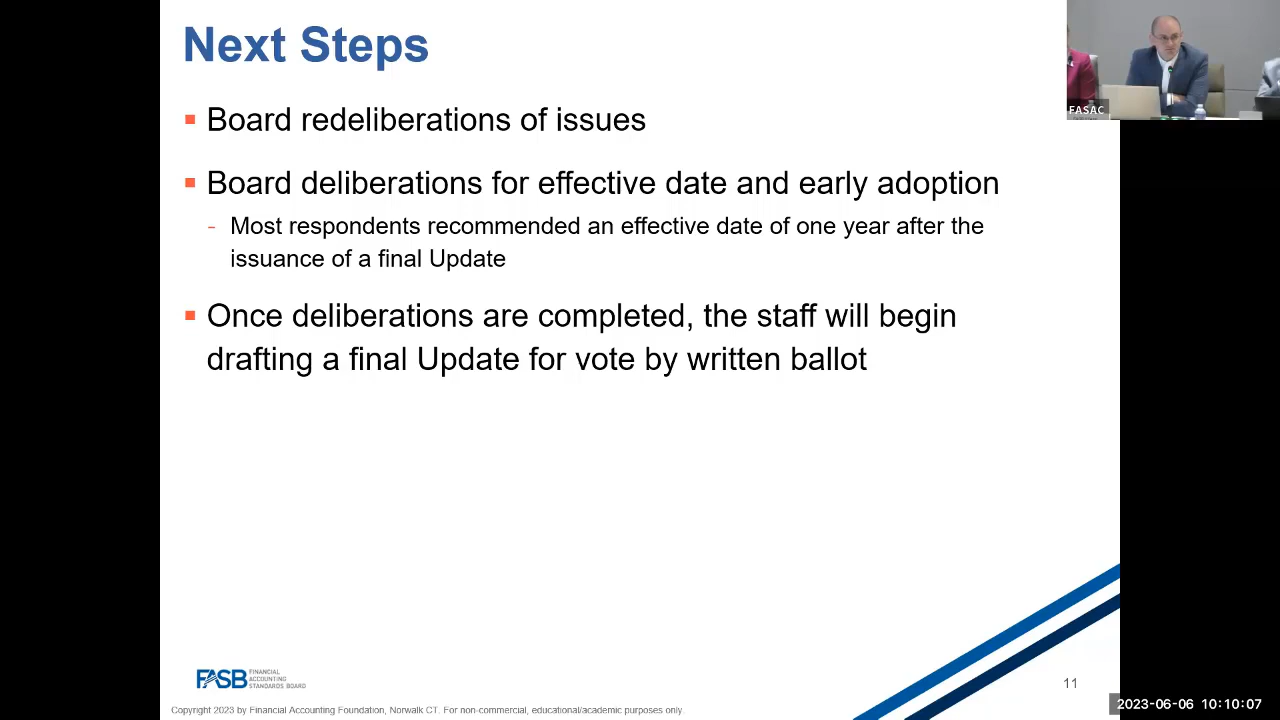 Next Steps
Board redeliberations of issues
Board deliberations for effective date and early adoption
- Most respondents recommended an effective date of one year after the
issuance of a final Update
Once deliberations are completed, the staff will begin
drafting a final Update for vote by written ballot
FASAC
FASB FINANCIAL
ACCOUNTING
STANDARDS BOARD
11
2023-06-06 10:10:07
Copyright 2023 by Financial Accounting Foundation, Norwalk CT. For non-commercial, educational/academic purposes only.